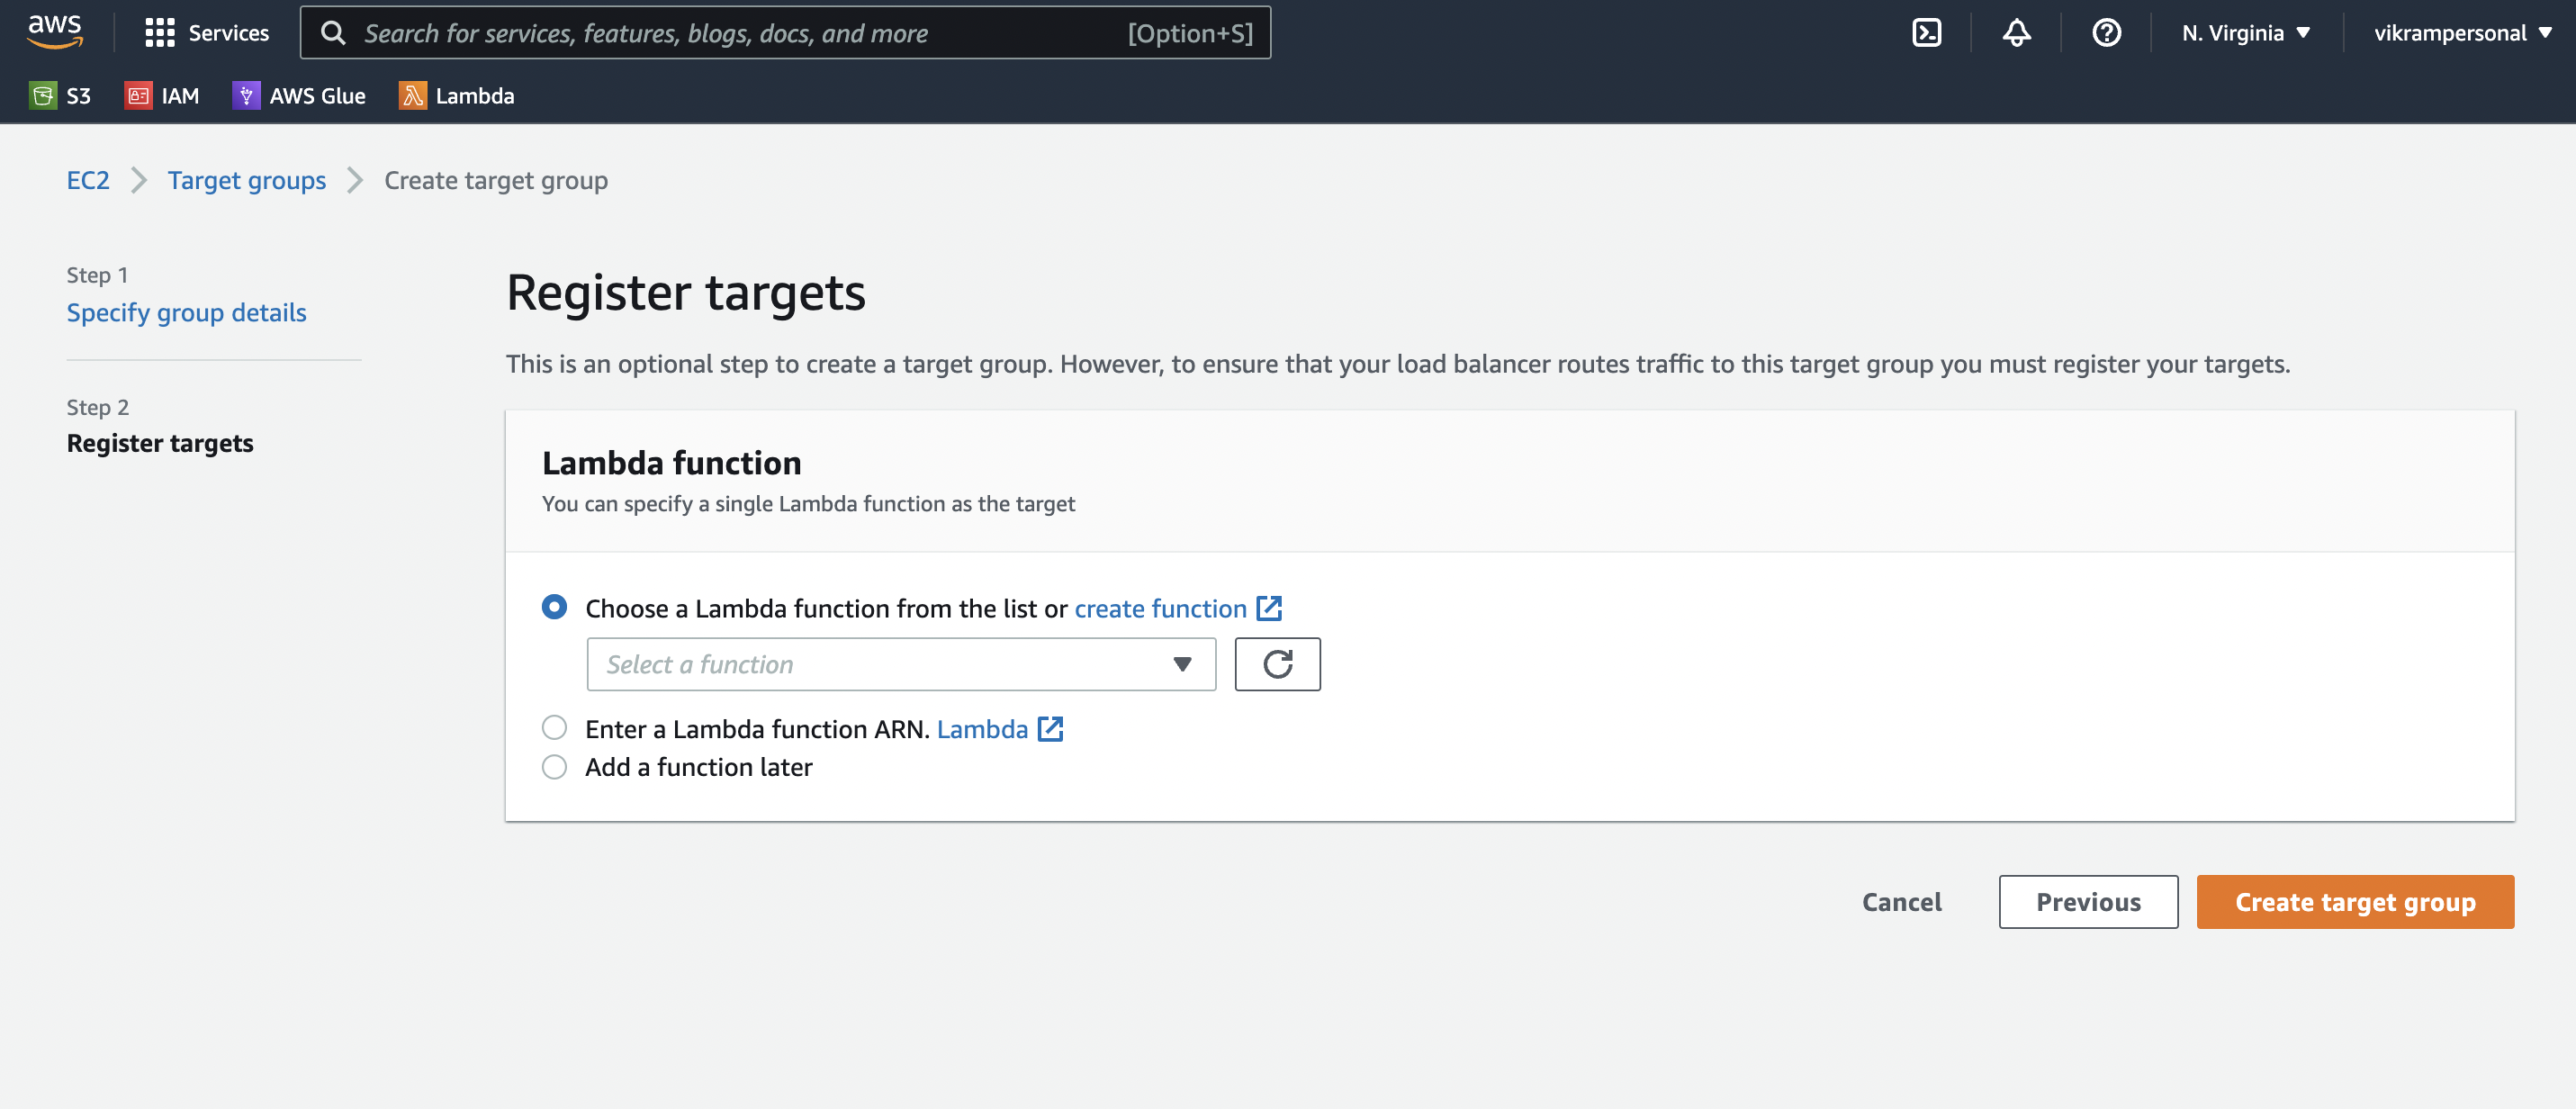 aws
Services
Search for services, features, blogs, docs, and more [Option+S]
N. Virginia
vikrampersonal
S3
IAM
AWS Glue
Lambda
EC2
Target groups
Create target group
Step 1
Specify group details
Step 2
Register targets
Register targets
This is an optional step to create a target group. However, to ensure that your load balancer routes traffic to this target group you must register your targets.
Lambda function
You can specify a single Lambda function as the target
Choose a Lambda function from the list or create function
Select a function
Enter a Lambda function ARN. Lambda
Add a function later
Cancel
Previous
Create target group